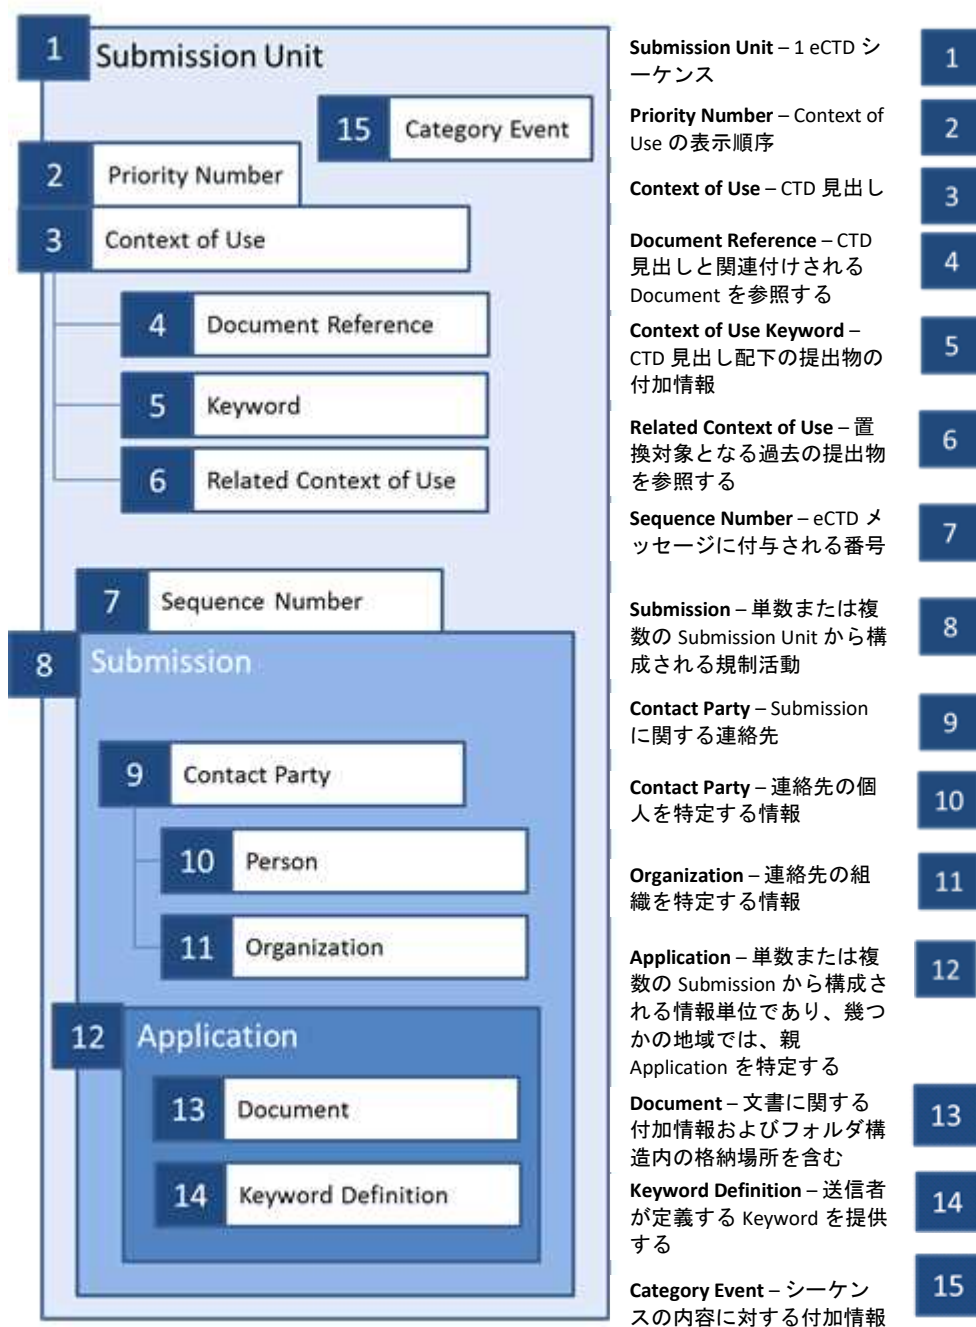 1 Submission Unit
15 Category Event
2 Priority Number
3 Context of Use
4 Document Reference
5 Keyword
6 Related Context of Use
7 Sequence Number
8 Submission
9 Contact Party
10 Person
11 Organization
12 Application
13 Document
14 Keyword Definition
Submission Unit – 1 eCTD シ
ーケンス
1
Priority Number – Context of
Use の表示順序
2
Context of Use – CTD 見出し
3
Document Reference – CTD
見出しと関連付けされる
Document を参照する
4
Context of Use Keyword –
CTD 見出し配下の提出物の
付加情報
5
Related Context of Use – 置
換対象となる過去の提出物
を参照する
6
Sequence Number – eCTD メ
ッセージに付与される番号
7
Submission – 単数または複
数の Submission Unit から構
成される規制活動
8
Contact Party – Submission
に関する連絡先
9
Contact Party – 連絡先の個
人を特定する情報
10
Organization – 連絡先の組
織を特定する情報
11
Application – 単数または複
数の Submission から構成さ
れる情報単位であり、幾つ
かの地域では、親
Application を特定する
12
Document – 文書に関する
付加情報およびフォルダ構
造内の格納場所を含む
13
Keyword Definition – 送信者
が定義する Keyword を提供
する
14
Category Event – シーケン
スの内容に対する付加情報
15